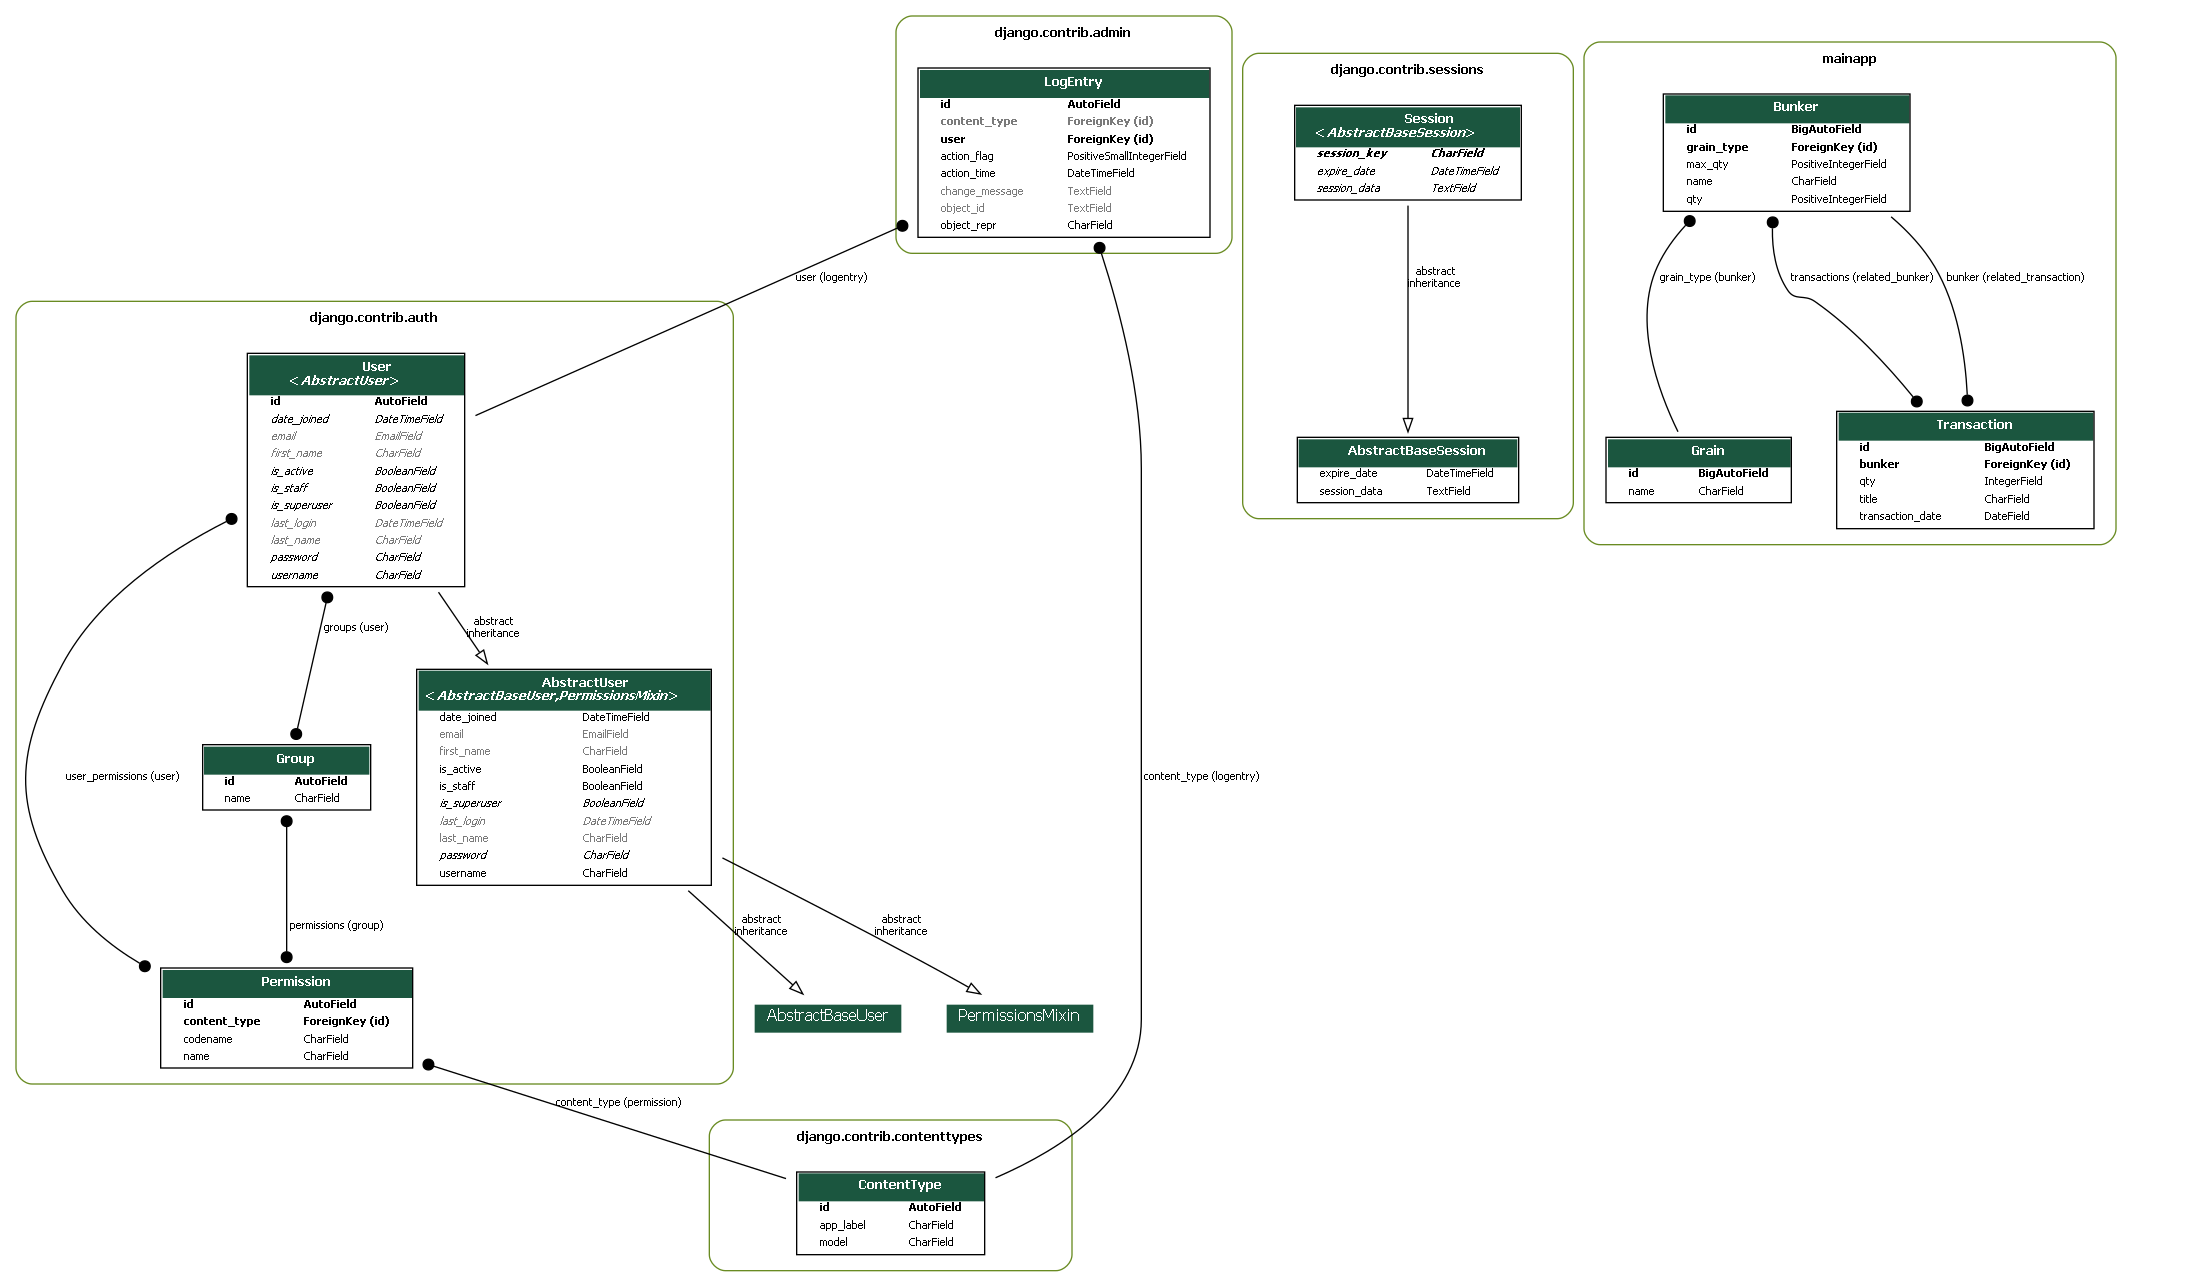 django.contrib.admin
LogEntry
id AutoField
content_type ForeignKey (id)
user ForeignKey (id)
action_flag PositiveSmallIntegerField
action_time DateTimeField
change_message TextField
object_id TextField
object_repr CharField
django.contrib.sessions
Session
<AbstractBaseSession>
session_key CharField
expire_date DateTimeField
session_data TextField
abstract
inheritance
AbstractBaseSession
expire_date DateTimeField
session_data TextField
mainapp
Bunker
id BigAutoField
grain_type ForeignKey (id)
max_qty PositiveIntegerField
name CharField
qty PositiveIntegerField
grain_type (bunker)
transactions (related_bunker)
bunker (related_transaction)
Grain
id BigAutoField
name CharField
Transaction
id BigAutoField
bunker ForeignKey (id)
qty IntegerField
title CharField
transaction_date DateField
user (logentry)
django.contrib.auth
User
<AbstractUser>
id AutoField
date_joined DateTimeField
email EmailField
first_name CharField
is_active BooleanField
is_staff BooleanField
is_superuser BooleanField
last_login DateTimeField
last_name CharField
password CharField
username CharField
groups (user)
abstract
inheritance
AbstractUser
<AbstractBaseUser,PermissionsMixin>
date_joined DateTimeField
email EmailField
first_name CharField
is_active BooleanField
is_staff BooleanField
is_superuser BooleanField
last_login DateTimeField
last_name CharField
password CharField
username CharField
Group
id AutoField
name CharField
user_permissions (user)
content_type (logentry)
permissions (group)
abstract
inheritance
abstract
inheritance
Permission
id AutoField
content_type ForeignKey (id)
codename CharField
name CharField
AbstractBaseUser
PermissionsMixin
content_type (permission)
django.contrib.contenttypes
ContentType
id AutoField
app_label CharField
model CharField